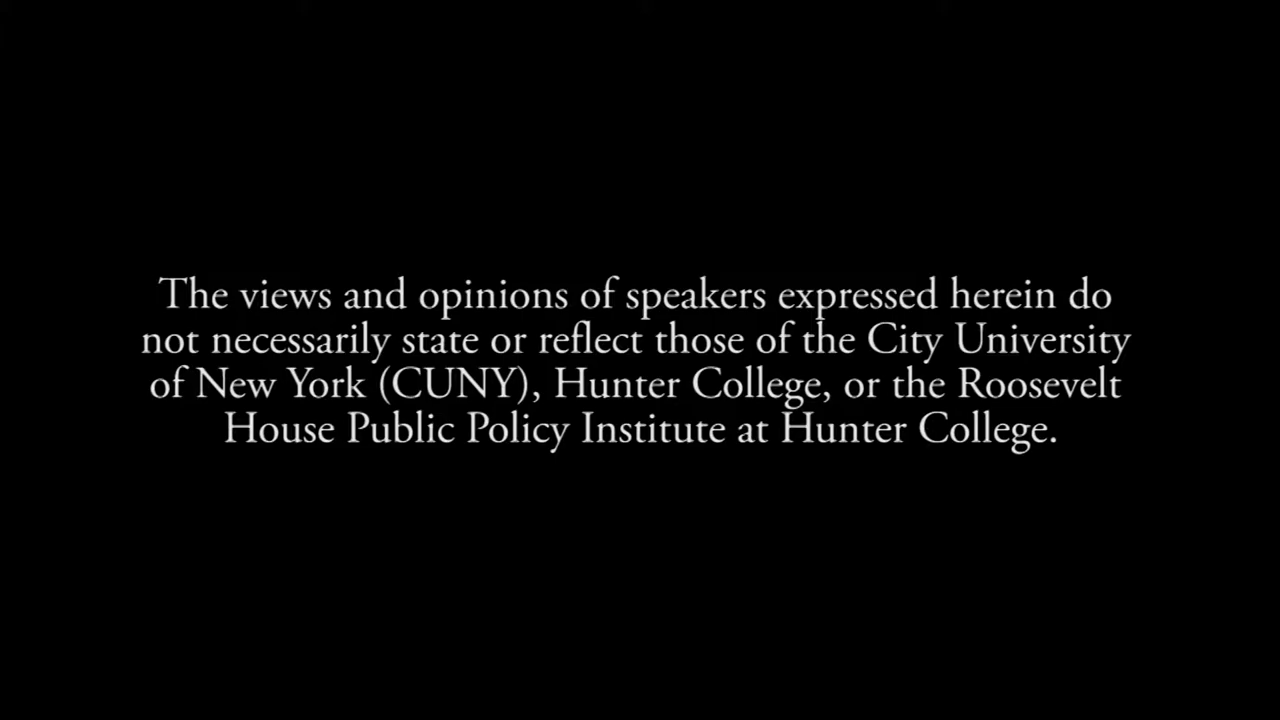 The views and opinions of speakers expressed herein do
not necessarily state or reflect those of the City University
of New York (CUNY), Hunter College, or the Roosevelt
House Public Policy Institute at Hunter College.